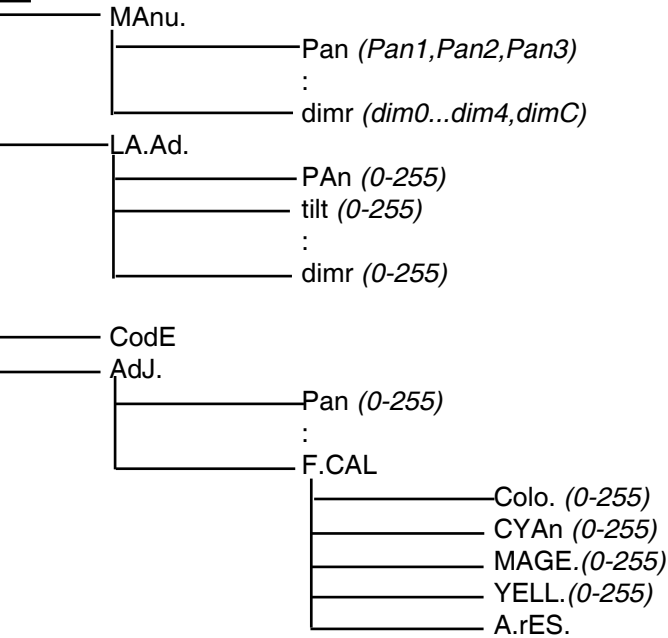 MAnu.
Pan (Pan1,Pan2,Pan3)
:
dimr (dim0...dim4,dimC)
LA.Ad.
PAn (0-255)
tilt (0-255)
:
dimr (0-255)
CodE
AdJ.
Pan (0-255)
:
F.CAL
Colo. (0-255)
CYAn (0-255)
MAGE.(0-255)
YELL.(0-255)
A.rES.